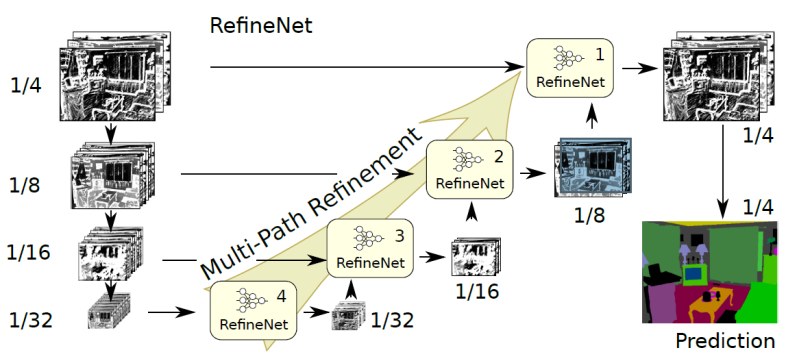 RefineNet
1/4
1
RefineNet
1/4
Multi-Path Refinement
2
RefineNet
1/8
1/8
1/4
3
RefineNet
1/16
1/16
4
RefineNet
1/32
1/32
Prediction